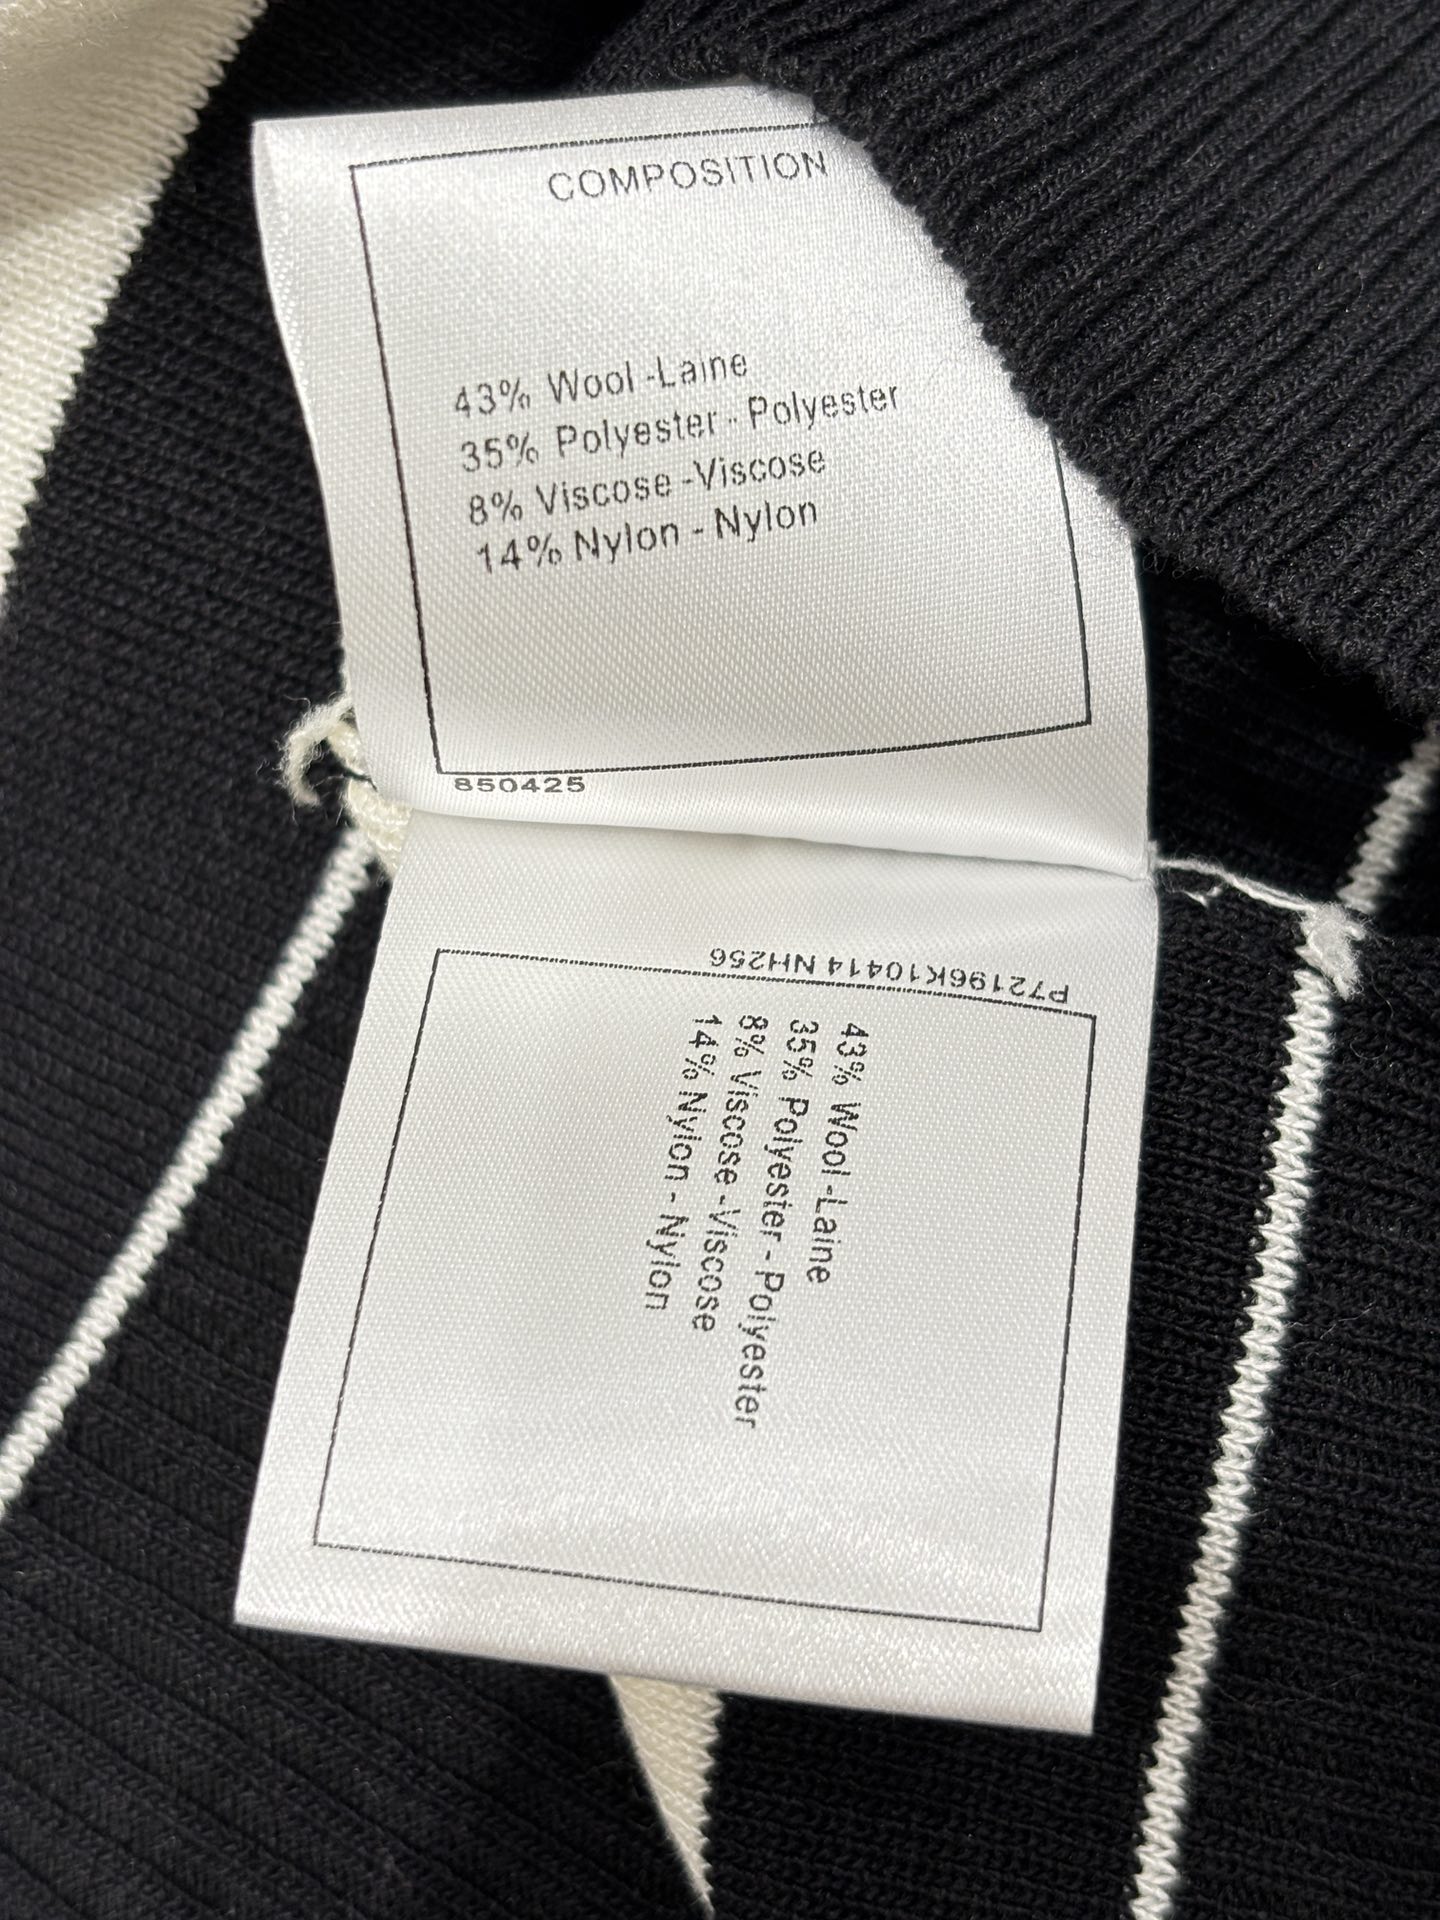 COMPOSITION
43% Wool -Laine
35% Polyester - Polyester
8% Viscose -Viscose
14% Nylon - Nylon
850425
P72196K10414 NH256
43% Wool -Laine
35% Polyester - Polyester
8% Viscose -Viscose
14% Nylon - Nylon